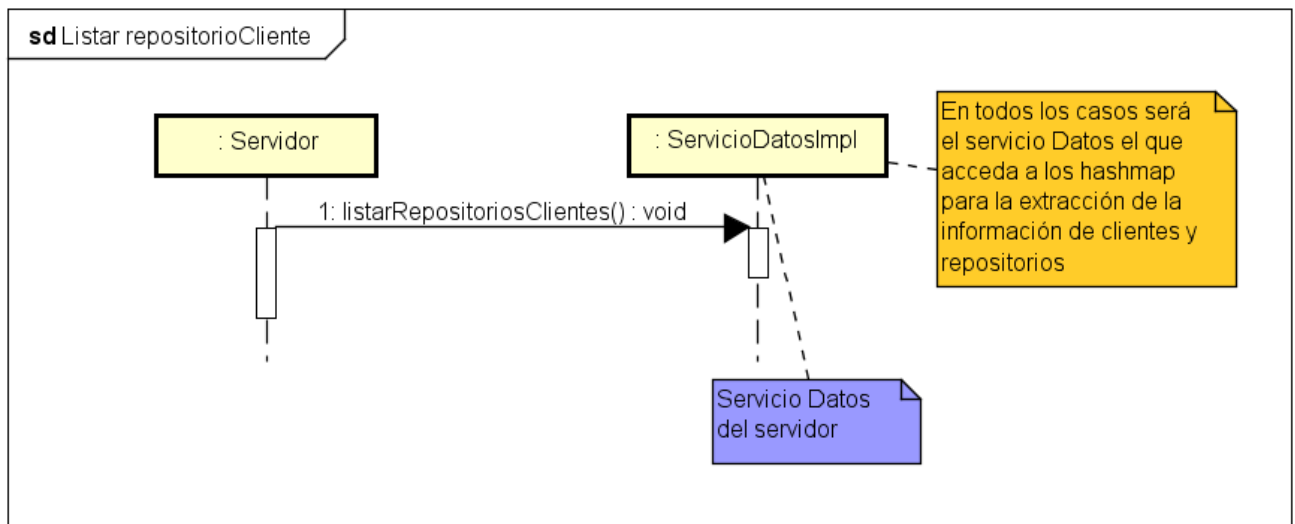 sd Listar repositorioCliente
: Servidor
: ServicioDatosImpl
En todos los casos será
el servicio Datos el que
acceda a los hashmap
para la extracción de la
información de clientes y
repositorios
1: listarRepositoriosClientes() : void
Servicio Datos
del servidor